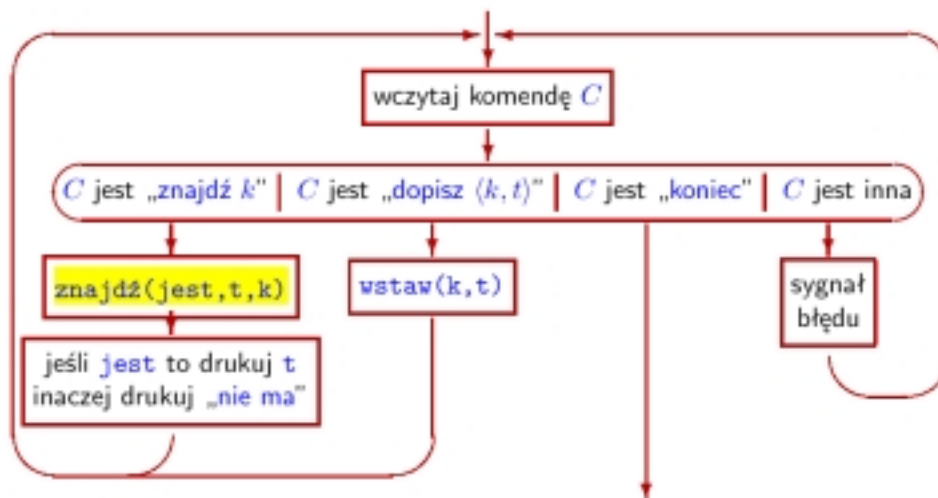 wczytaj komendę C
C jest „znajdź k” C jest „dopisz ⟨k, t⟩” C jest „koniec” C jest inna
znajdź(jest,t,k)
wstaw(k,t)
sygnał
błędu
jeśli jest to drukuj t
inaczej drukuj „nie ma”